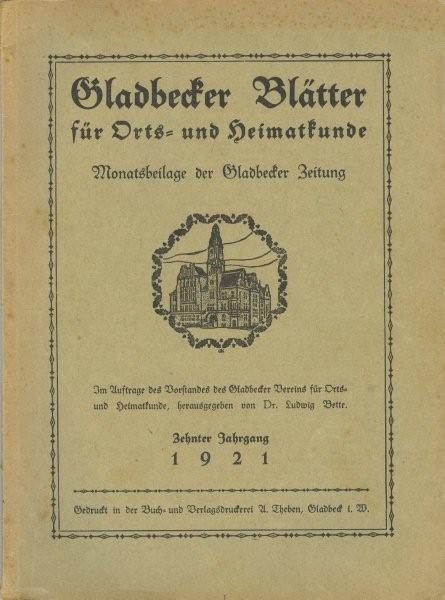 Gladbecker Blätter
für Orts- und Heimatkunde
Monatsbeilage der Gladbecker Zeitung
Im Auftrage des Vorstandes des Gladbecker Vereins für Orts-
und Heimatkunde, herausgegeben von Dr. Ludwig Bette.
Zehnter Jahrgang
1921
Gedruckt in der Buch- und Verlagsdruckerei A. Theben, Gladbeck i. W.